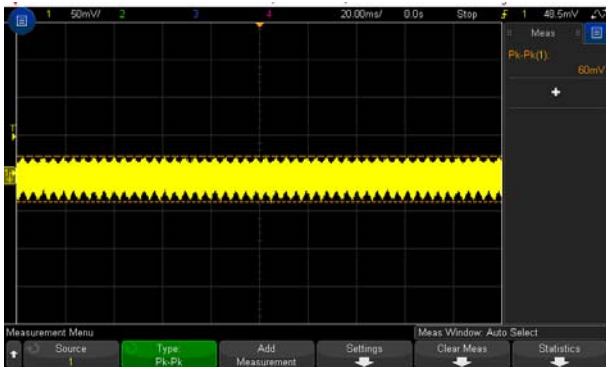 1 50mV/ 2 3 4 20.00ms/ 0.0s Stop 1 48.5mV
Meas
Pk-Pk(1):
60mV
+
T
Measurement Menu Meas Window: Auto Select
Source Type: Add Settings Clear Meas Statistics
1 Pk-Pk Measurement